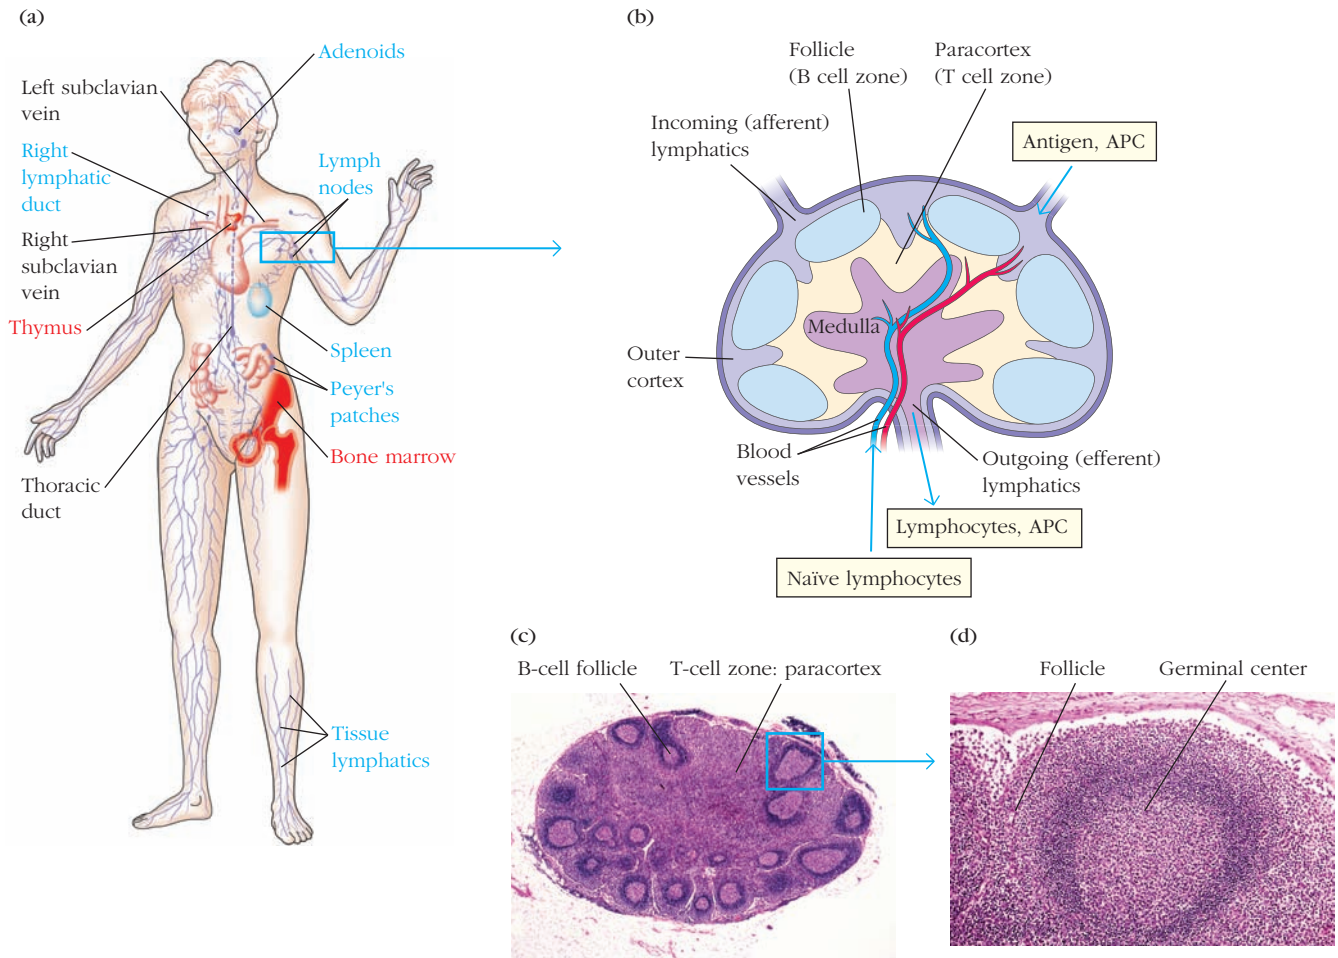 (a)
Adenoids
Left subclavian
vein
Right
lymphatic
duct
Lymph
nodes
Right
subclavian
vein
Thymus
Spleen
Peyer's
patches
Bone marrow
Thoracic
duct
Tissue
lymphatics
(b)
Follicle
(B cell zone)
Paracortex
(T cell zone)
Incoming (afferent)
lymphatics
Antigen, APC
Medulla
Outer
cortex
Blood
vessels
Outgoing (efferent)
lymphatics
Lymphocytes, APC
Naïve lymphocytes
(c)
B-cell follicle
T-cell zone: paracortex
(d)
Follicle
Germinal center